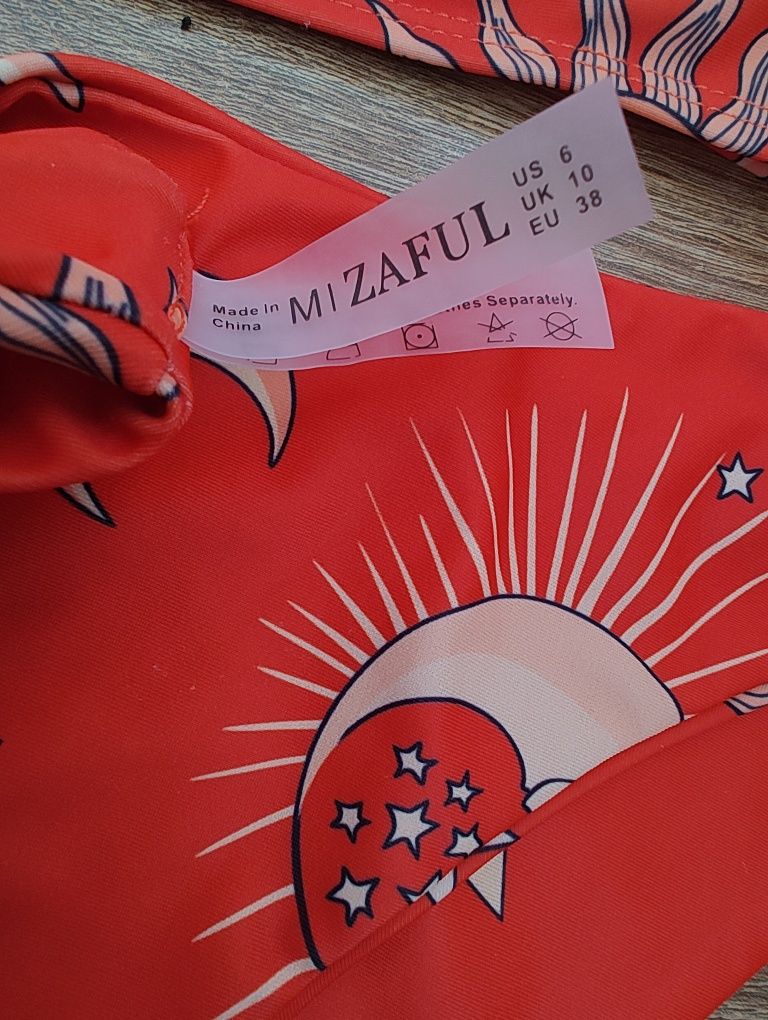 Made In
China
M | ZAFUL
US 6
UK 10
EU 38
Separately.